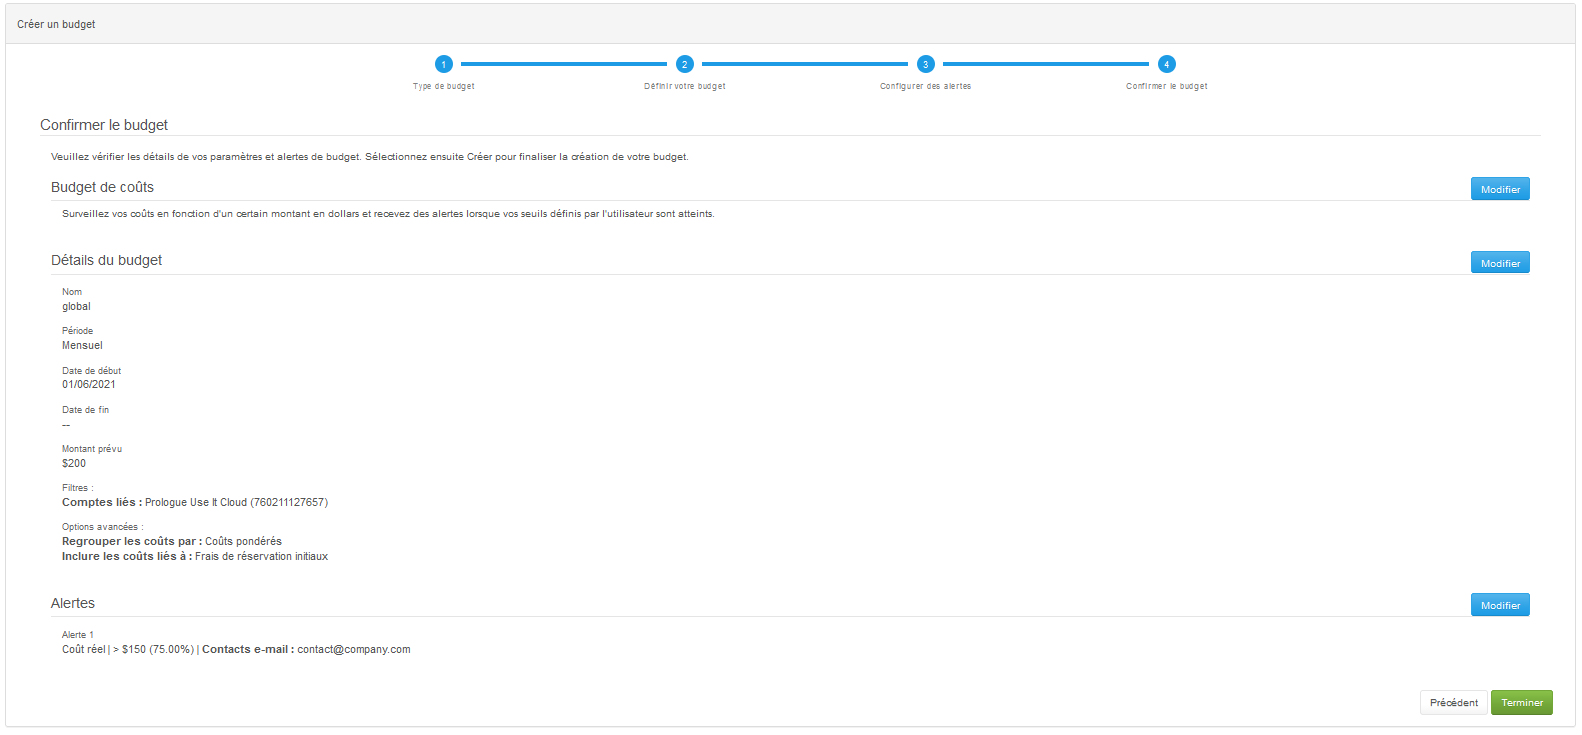 Créer un budget
1
2
3
4
Type de budget
Définir votre budget
Configurer des alertes
Confirmer le budget
Confirmer le budget
Veuillez vérifier les détails de vos paramètres et alertes de budget. Sélectionnez ensuite Créer pour finaliser la création de votre budget.
Budget de coûts
Modifier
Surveillez vos coûts en fonction d'un certain montant en dollars et recevez des alertes lorsque vos seuils définis par l'utilisateur sont atteints.
Détails du budget
Modifier
Nom
global
Période
Mensuel
Date de début
01/06/2021
Date de fin
--
Montant prévu
$200
Filtres :
Comptes liés : Prologue Use It Cloud (760211127657)
Options avancées :
Regrouper les coûts par : Coûts pondérés
Inclure les coûts liés à : Frais de réservation initiaux
Alertes
Modifier
Alerte 1
Coût réel | > $150 (75.00%) | Contacts e-mail : contact@company.com
Précédent
Terminer